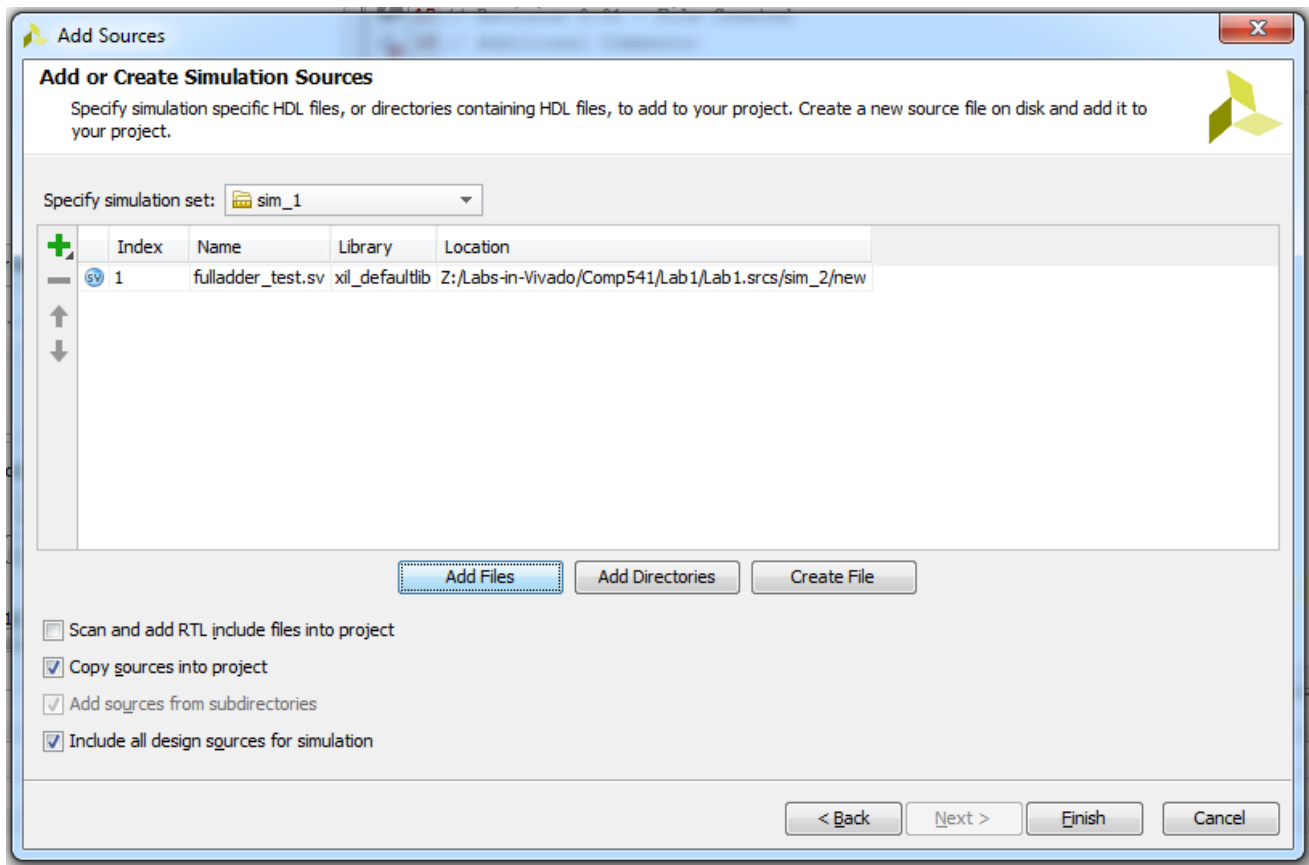 Add Sources
Add or Create Simulation Sources
Specify simulation specific HDL files, or directories containing HDL files, to add to your project. Create a new source file on disk and add it to
your project.
Specify simulation set: sim_1
Index Name Library Location
sv 1 fulladder_test.sv xil_defaultlib Z:/Labs-in-Vivado/Comp541/Lab1/Lab1.srcs/sim_2/new
Add Files Add Directories Create File
Scan and add RTL include files into project
Copy sources into project
Add sources from subdirectories
Include all design sources for simulation
< Back Next > Finish Cancel